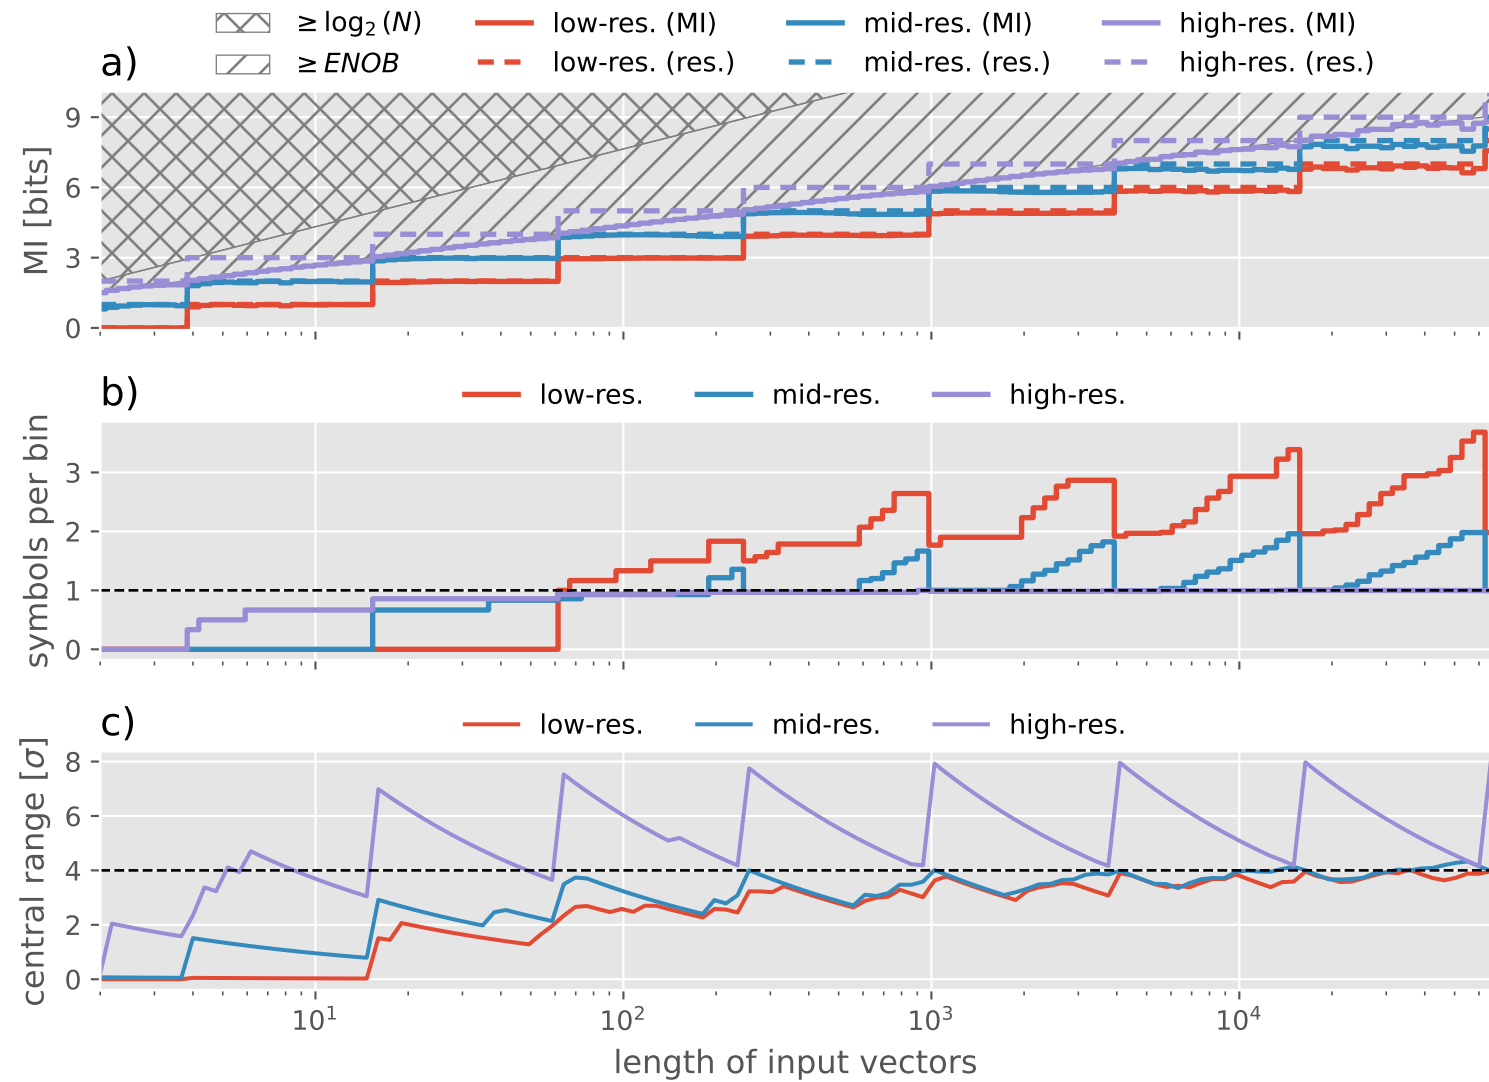 ≥ log₂ (N) low-res. (MI) mid-res. (MI) high-res. (MI)
a) ≥ ENOB low-res. (res.) mid-res. (res.) high-res. (res.)
MI [bits]
9
6
3
0
b) low-res. mid-res. high-res.
symbols per bin
3
2
1
0
c) low-res. mid-res. high-res.
central range [σ]
8
6
4
2
0
10¹ 10² 10³ 10⁴
length of input vectors